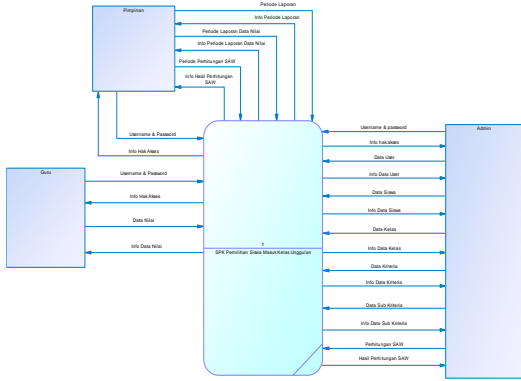 Periode Laporan
Pimpinan
Info Periode Laporan
Periode Laporan Data Nilai
Info Periode Laporan Data Nilai
Periode Perhitungan SAW
Info Hasil Perhitungan
SAW
Username & Password
Info Hak Akses
Guru
Username & Password
Info Hak Akses
Data Nilai
Info Data Nilai
1
SPK Pemilihan Siswa Masuk Kelas Unggulan
Admin
Username & password
Info hak akses
Data User
Info Data User
Data Siswa
Info Data Siswa
Data Kelas
Info Data Kelas
Data Kriteria
Info Data Kriteria
Data Sub Kriteria
Info Data Sub Kriteria
Perhitungan SAW
Hasil Perhitungan SAW